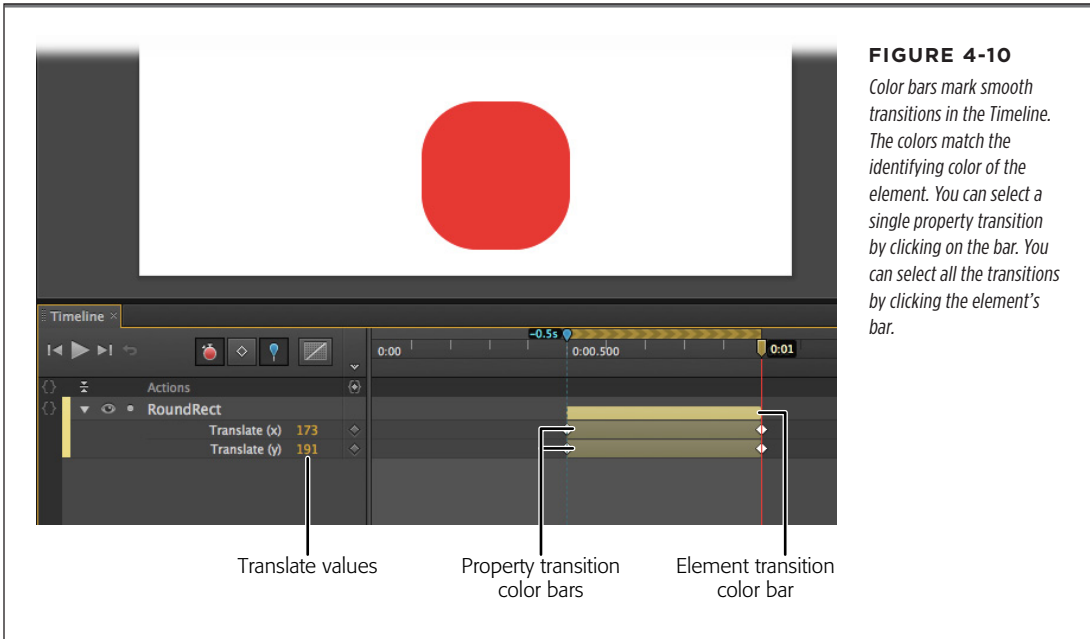 FIGURE 4-10
Color bars mark smooth
transitions in the Timeline.
The colors match the
identifying color of the
element. You can select a
single property transition
by clicking on the bar. You
can select all the transitions
by clicking the element's
bar.
Timeline
-0.5s
0:00
0:00.500
0:01
Actions
RoundRect
Translate (x) 173
Translate (y) 191
Translate values
Property transition
color bars
Element transition
color bar